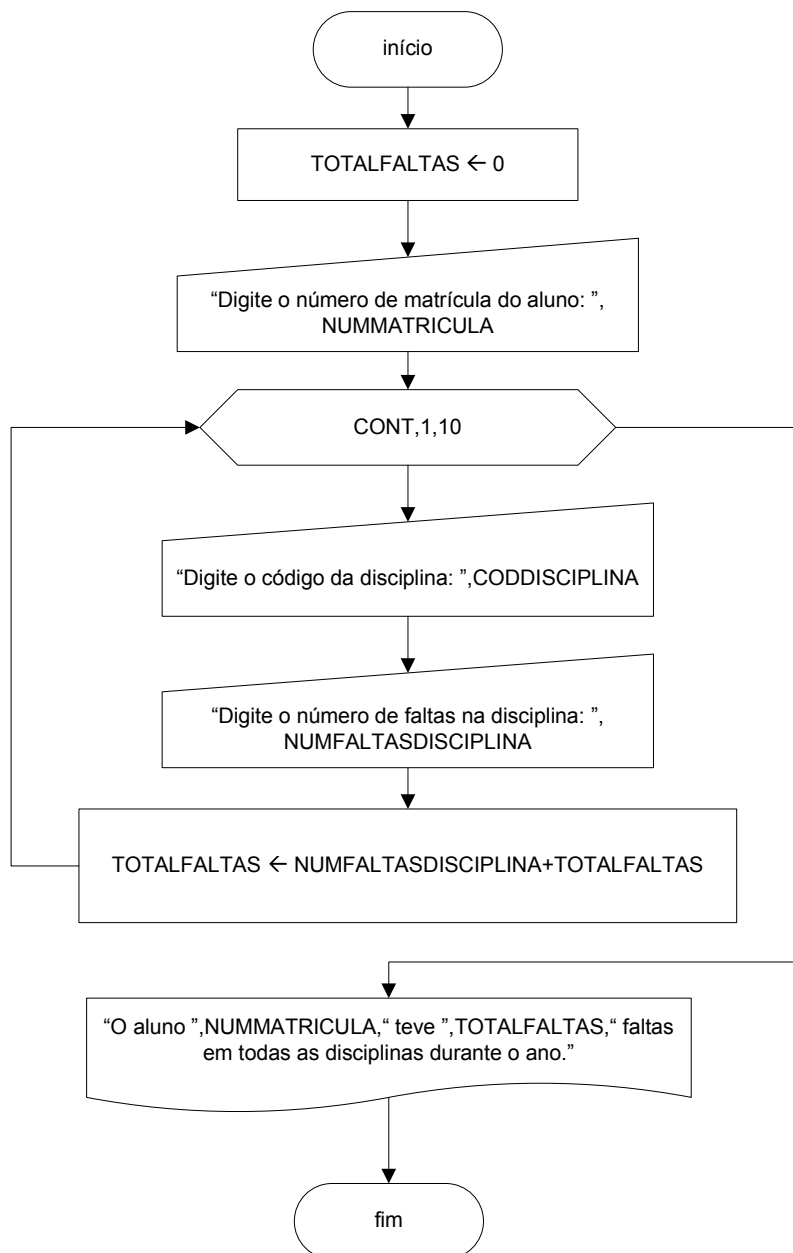 início
TOTALFALTAS ← 0
“Digite o número de matrícula do aluno: ”,
NUMMATRICULA
CONT,1,10
“Digite o código da disciplina: ”,CODDISCIPLINA
“Digite o número de faltas na disciplina: ”,
NUMFALTASDISCIPLINA
TOTALFALTAS ← NUMFALTASDISCIPLINA+TOTALFALTAS
“O aluno ”,NUMMATRICULA,“ teve ”,TOTALFALTAS,“ faltas
em todas as disciplinas durante o ano.”
fim